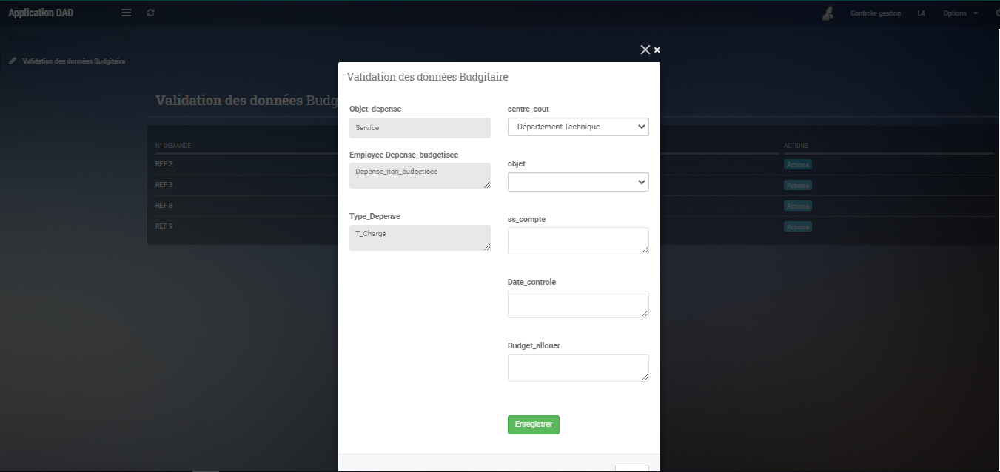 Application DAD
Controle_gestion L4 Options
Validation des données Budgitaire
Validation des données Budg
N° DEMANDE
ACTIONS
REF 2
Actions
REF 3
Actions
REF 8
Actions
REF 9
Actions
Validation des données Budgitaire
Objet_depense
Service
Employee Depense_budgetisee
Depense_non_budgetisee
Type_Depense
T_Charge
centre_cout
Département Technique
objet
ss_compte
Date_controle
Budget_allouer
Enregistrer